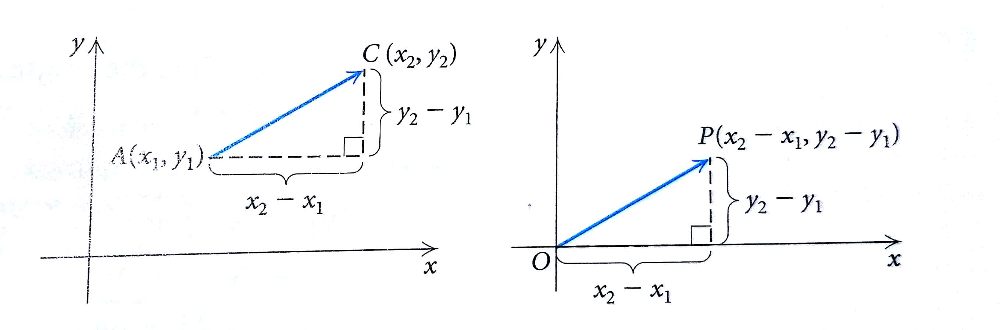 y
C (x₂, y₂)
y₂ − y₁
A(x₁, y₁)
x₂ − x₁
x
y
P(x₂ − x₁, y₂ − y₁)
y₂ − y₁
O
x
x₂ − x₁